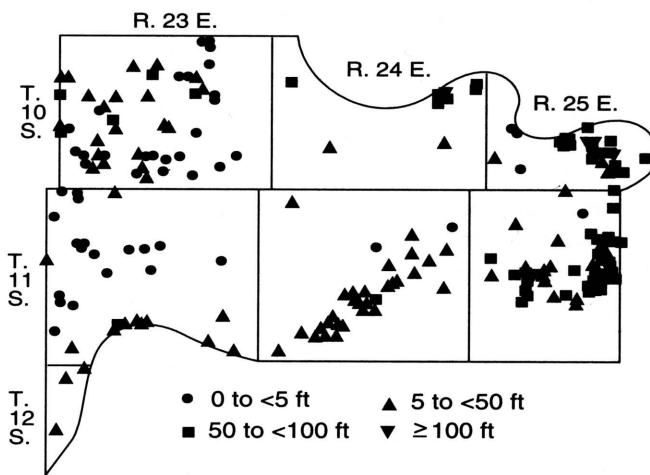 R. 23 E.
R. 24 E.
R. 25 E.
T.
10
S.
T.
11
S.
T.
12
S.
● 0 to <5 ft ▲ 5 to <50 ft
■ 50 to <100 ft ▼ ≥100 ft